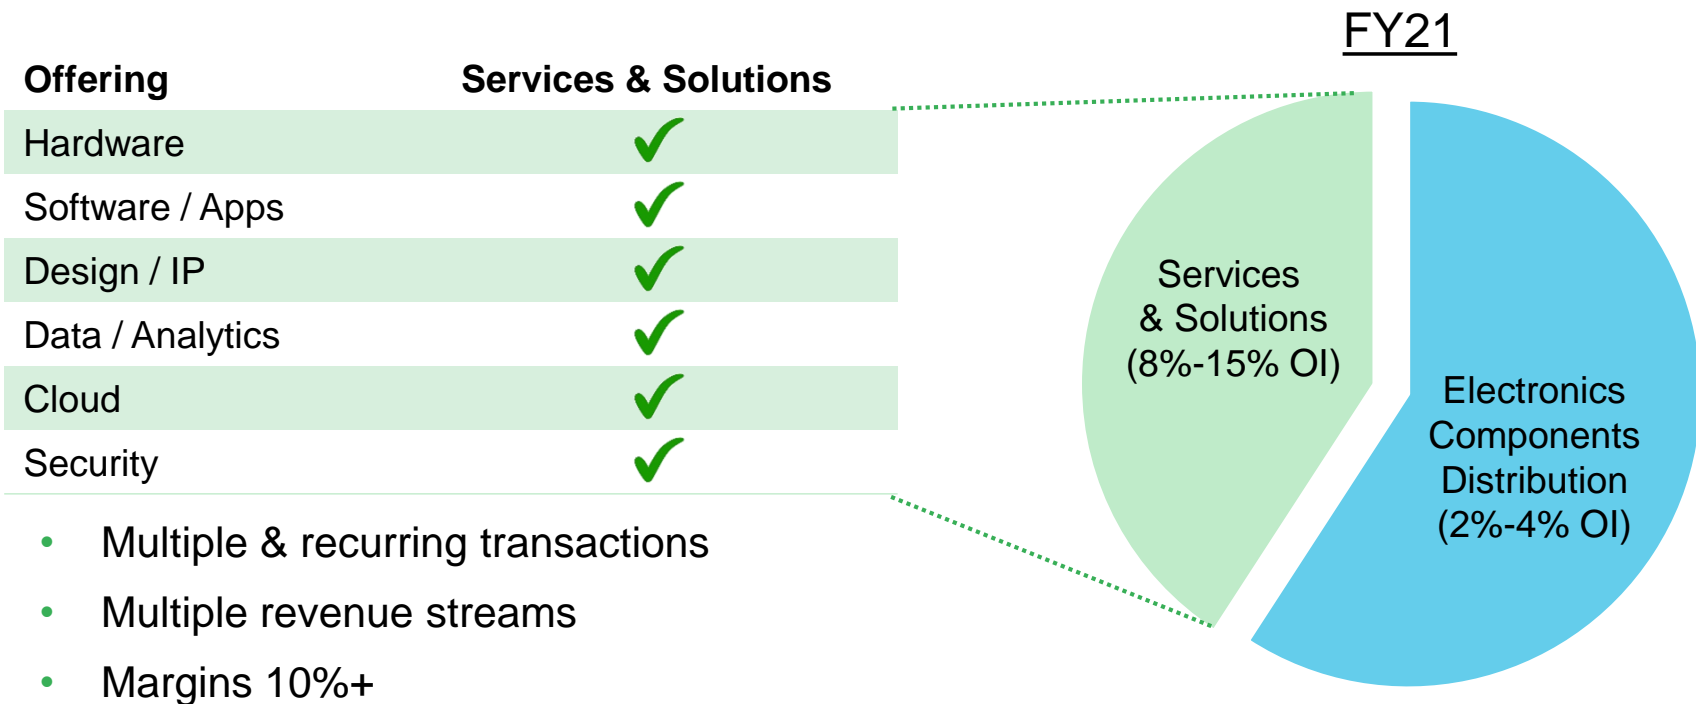 FY21
Offering Services & Solutions
Hardware ✓
Software / Apps ✓
Design / IP ✓
Data / Analytics ✓
Cloud ✓
Security ✓
• Multiple & recurring transactions
• Multiple revenue streams
• Margins 10%+
Services
& Solutions
(8%-15% OI)
Electronics
Components
Distribution
(2%-4% OI)